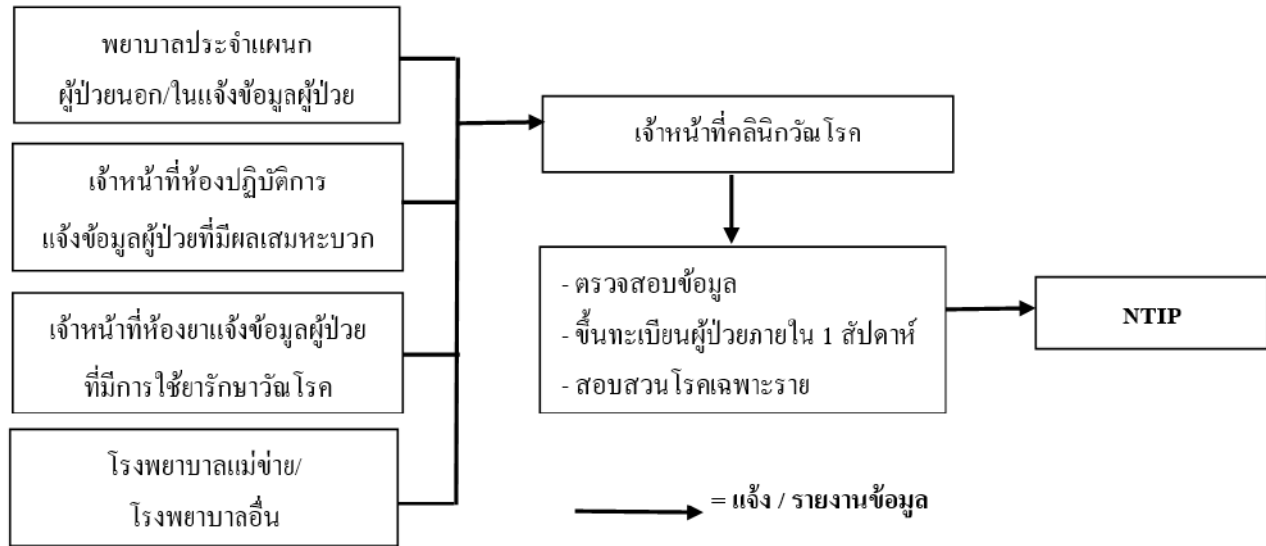 พยาบาลประจำแผนก
ผู้ป่วยนอก/ในแจ้งข้อมูลผู้ป่วย
เจ้าหน้าที่ห้องปฏิบัติการ
แจ้งข้อมูลผู้ป่วยที่มีผลเสมหะบวก
เจ้าหน้าที่ห้องยาแจ้งข้อมูลผู้ป่วย
ที่มีการใช้ยารักษาวัณโรค
โรงพยาบาลแม่ข่าย/
โรงพยาบาลอื่น
เจ้าหน้าที่คลินิกวัณโรค
- ตรวจสอบข้อมูล
- ขึ้นทะเบียนผู้ป่วยภายใน 1 สัปดาห์
- สอบสวนโรคเฉพาะราย
NTIP
= แจ้ง / รายงานข้อมูล